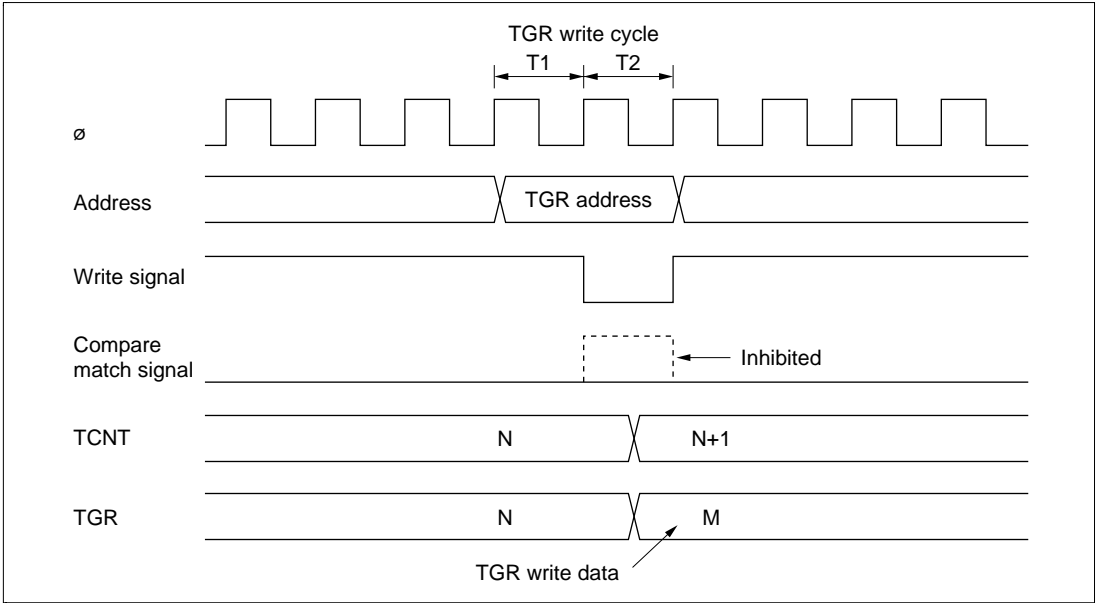 TGR write cycle
T1 T2
ø
Address
TGR address
Write signal
Compare
match signal
Inhibited
TCNT
N
N+1
TGR
N
M
TGR write data